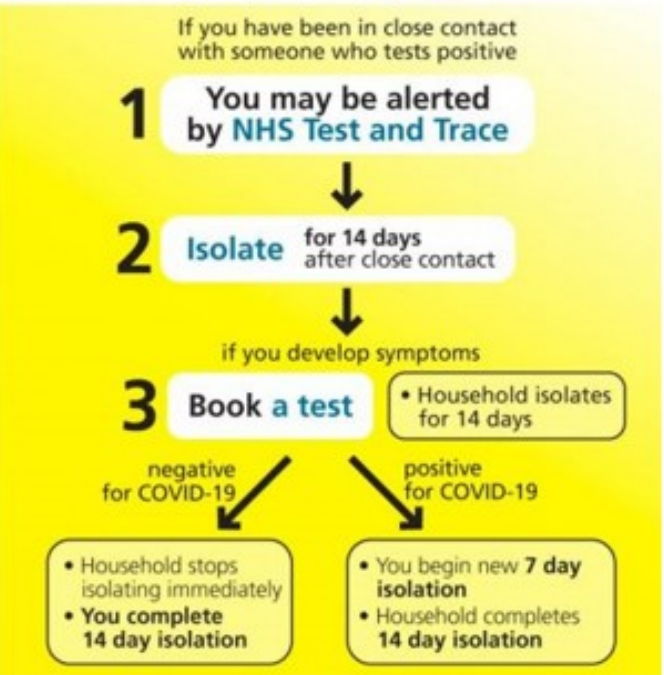 If you have been in close contact
with someone who tests positive
1
You may be alerted
by NHS Test and Trace
2
Isolate for 14 days
after close contact
if you develop symptoms
3
Book a test
• Household isolates
for 14 days
negative
for COVID-19
positive
for COVID-19
• Household stops
isolating immediately
• You complete
14 day isolation
• You begin new 7 day
isolation
• Household completes
14 day isolation